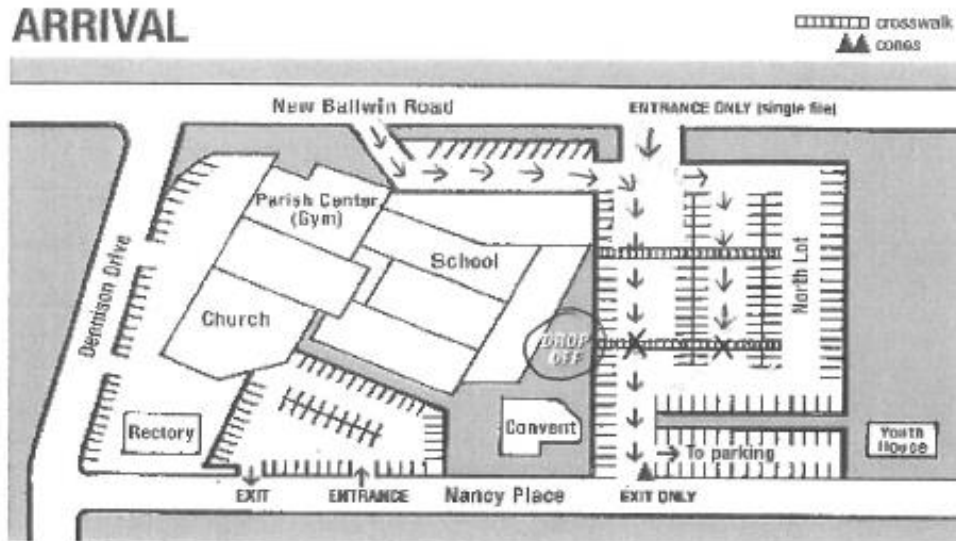 ARRIVAL
crosswalk
cones
New Ballwin Road
ENTRANCE ONLY (single file)
Parish Center
(Gym)
School
North Lot
Dennison Drive
Church
DROP
OFF
Rectory
Convent
Youth
House
To parking
EXIT
ENTRANCE
Nancy Place
EXIT ONLY